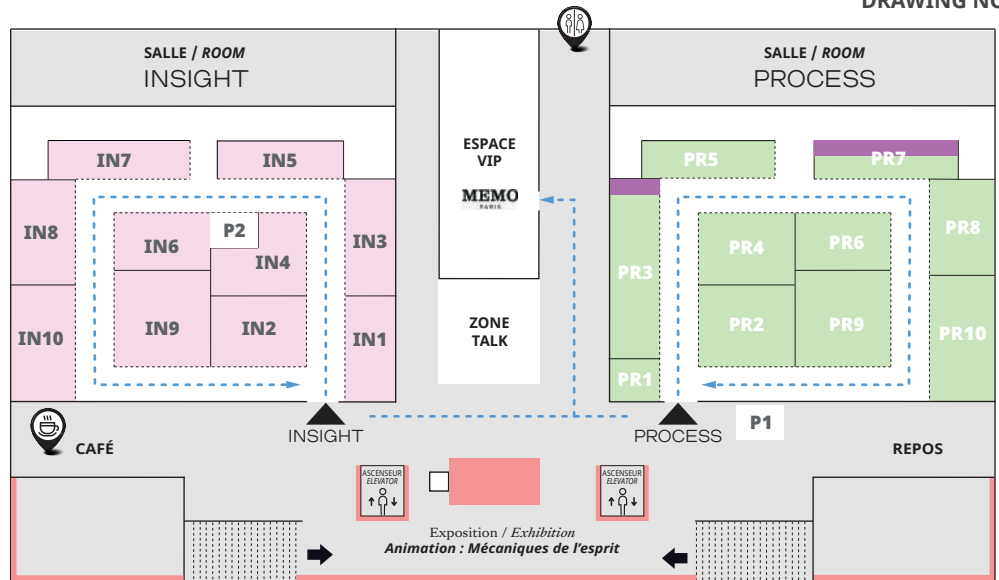 DRAWING NO
SALLE / ROOM
INSIGHT
SALLE / ROOM
PROCESS
ESPACE
VIP
MEMO
PARIS
ZONE
TALK
IN7
IN5
IN8
IN6
P2
IN4
IN3
IN10
IN9
IN2
IN1
PR5
PR7
PR3
PR4
PR6
PR8
PR2
PR9
PR10
PR1
INSIGHT
PROCESS
P1
CAFÉ
REPOS
ASCENSEUR
ELEVATOR
ASCENSEUR
ELEVATOR
Exposition / Exhibition
Animation : Mécaniques de l'esprit